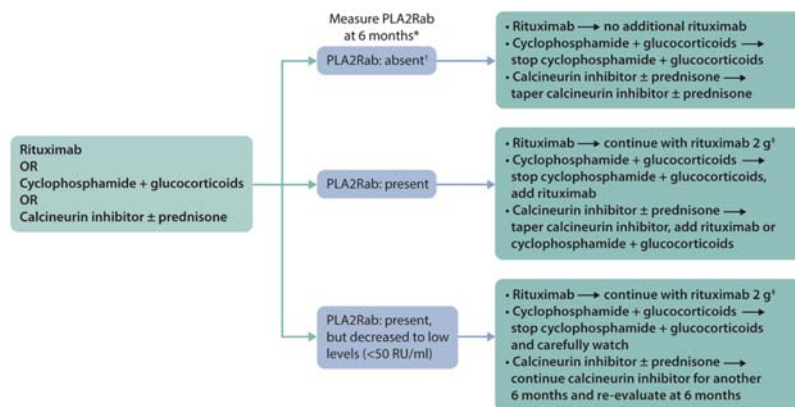 Measure PLA2Rab
at 6 months*
PLA2Rab: absent†
• Rituximab → no additional rituximab
• Cyclophosphamide + glucocorticoids →
stop cyclophosphamide + glucocorticoids
• Calcineurin inhibitor ± prednisone →
taper calcineurin inhibitor ± prednisone
Rituximab
OR
Cyclophosphamide + glucocorticoids
OR
Calcineurin inhibitor ± prednisone
PLA2Rab: present
• Rituximab → continue with rituximab 2 g‡
• Cyclophosphamide + glucocorticoids →
stop cyclophosphamide + glucocorticoids,
add rituximab
• Calcineurin inhibitor ± prednisone →
taper calcineurin inhibitor, add rituximab or
cyclophosphamide + glucocorticoids
PLA2Rab: present,
but decreased to low
levels (<50 RU/ml)
• Rituximab → continue with rituximab 2 g‡
• Cyclophosphamide + glucocorticoids →
stop cyclophosphamide + glucocorticoids
and carefully watch
• Calcineurin inhibitor ± prednisone →
continue calcineurin inhibitor for another
6 months and re-evaluate at 6 months